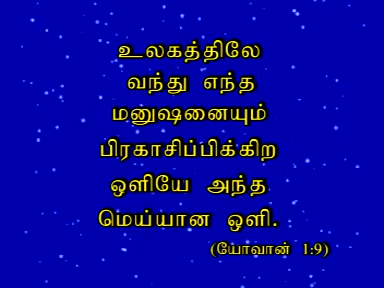 உலகத்திலே
வந்து எந்த
மனுஷனையும்
பிரகாசிப்பிக்கிற
ஒளியே அந்த
மெய்யான ஒளி.
(யோவான் 1:9)